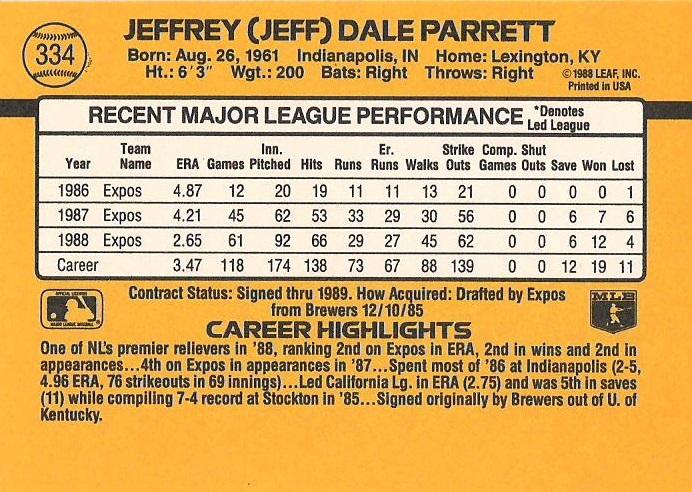 334
JEFFREY (JEFF) DALE PARRETT
Born: Aug. 26, 1961 Indianapolis, IN Home: Lexington, KY
Ht.: 6'3" Wgt.: 200 Bats: Right Throws: Right
©1988 LEAF, INC.
Printed in USA
RECENT MAJOR LEAGUE PERFORMANCE *Denotes Led League
Year Team Name ERA Games Inn. Pitched Hits Runs Er. Runs Walks Strike Outs Comp. Games Shut Outs Save Won Lost
1986 Expos 4.87 12 20 19 11 11 13 21 0 0 0 0 1
1987 Expos 4.21 45 62 53 33 29 30 56 0 0 6 7 6
1988 Expos 2.65 61 92 66 29 27 45 62 0 0 6 12 4
Career 3.47 118 174 138 73 67 88 139 0 0 12 19 11
Contract Status: Signed thru 1989. How Acquired: Drafted by Expos
from Brewers 12/10/85
MLB
CAREER HIGHLIGHTS
One of NL's premier relievers in '88, ranking 2nd on Expos in ERA, 2nd in wins and 2nd in
appearances...4th on Expos in appearances in '87...Spent most of '86 at Indianapolis (2-5,
4.96 ERA, 76 strikeouts in 69 innings)...Led California Lg. in ERA (2.75) and was 5th in saves
(11) while compiling 7-4 record at Stockton in '85...Signed originally by Brewers out of U. of
Kentucky.